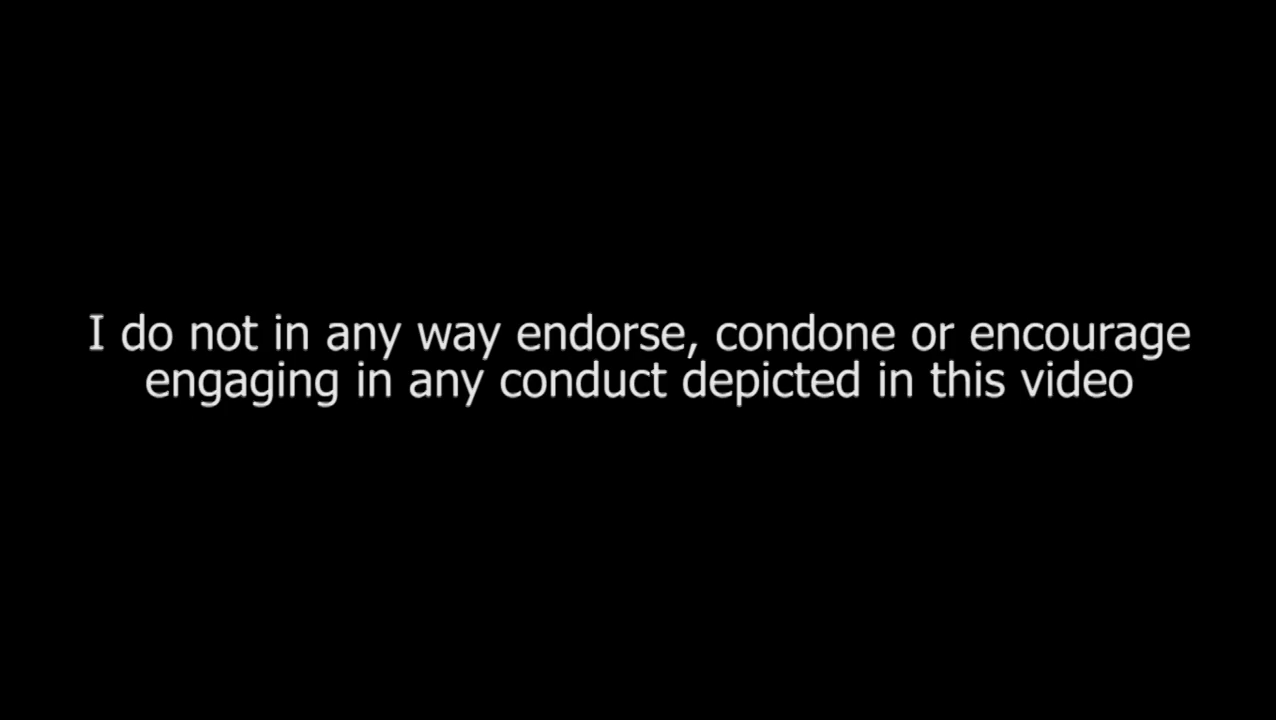 I do not in any way endorse, condone or encourage
engaging in any conduct depicted in this video